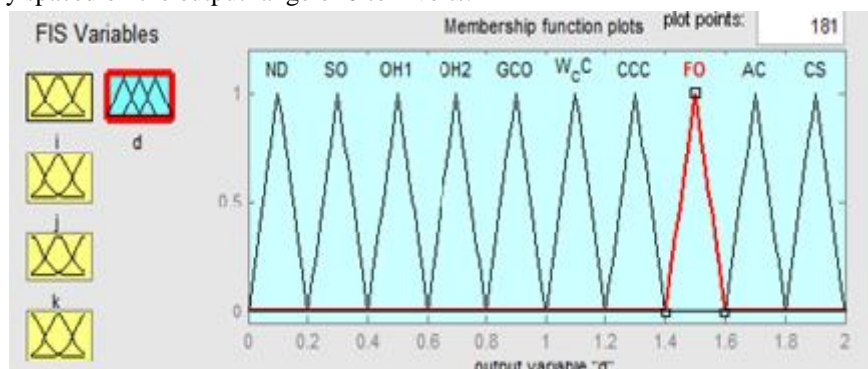 FIS Variables
Membership function plots
plot points:
181
ND SO OH1 OH2 GCO WcC CCC FO AC CS
1
0.5
0
i
d
j
k
0 0.2 0.4 0.6 0.8 1 1.2 1.4 1.6 1.8 2
output variable "d"